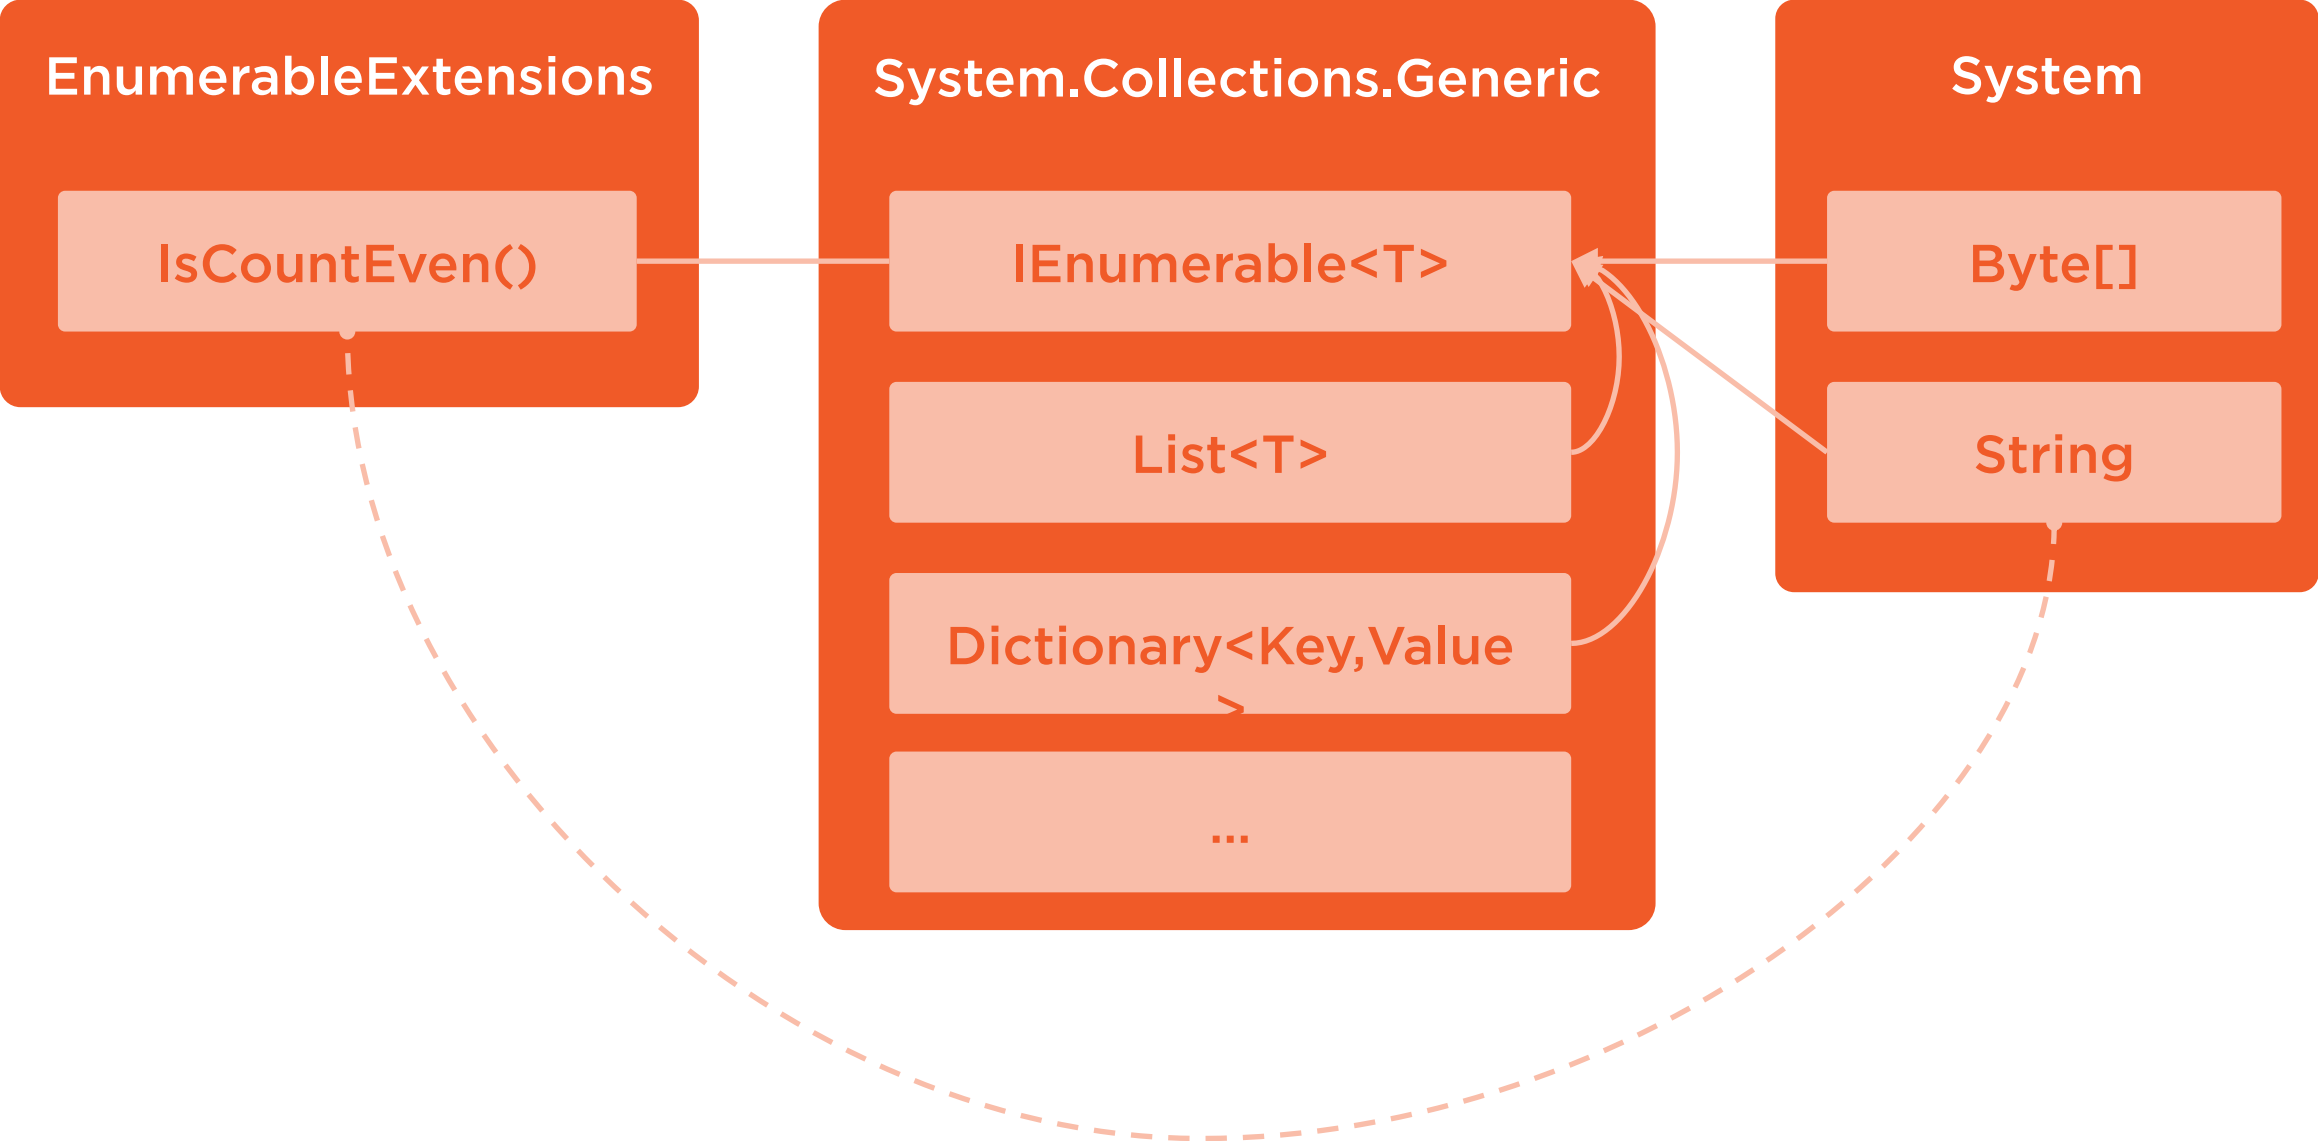 EnumerableExtensions
IsCountEven()
System.Collections.Generic
IEnumerable<T>
List<T>
Dictionary<Key,Value
>
...
System
Byte[]
String